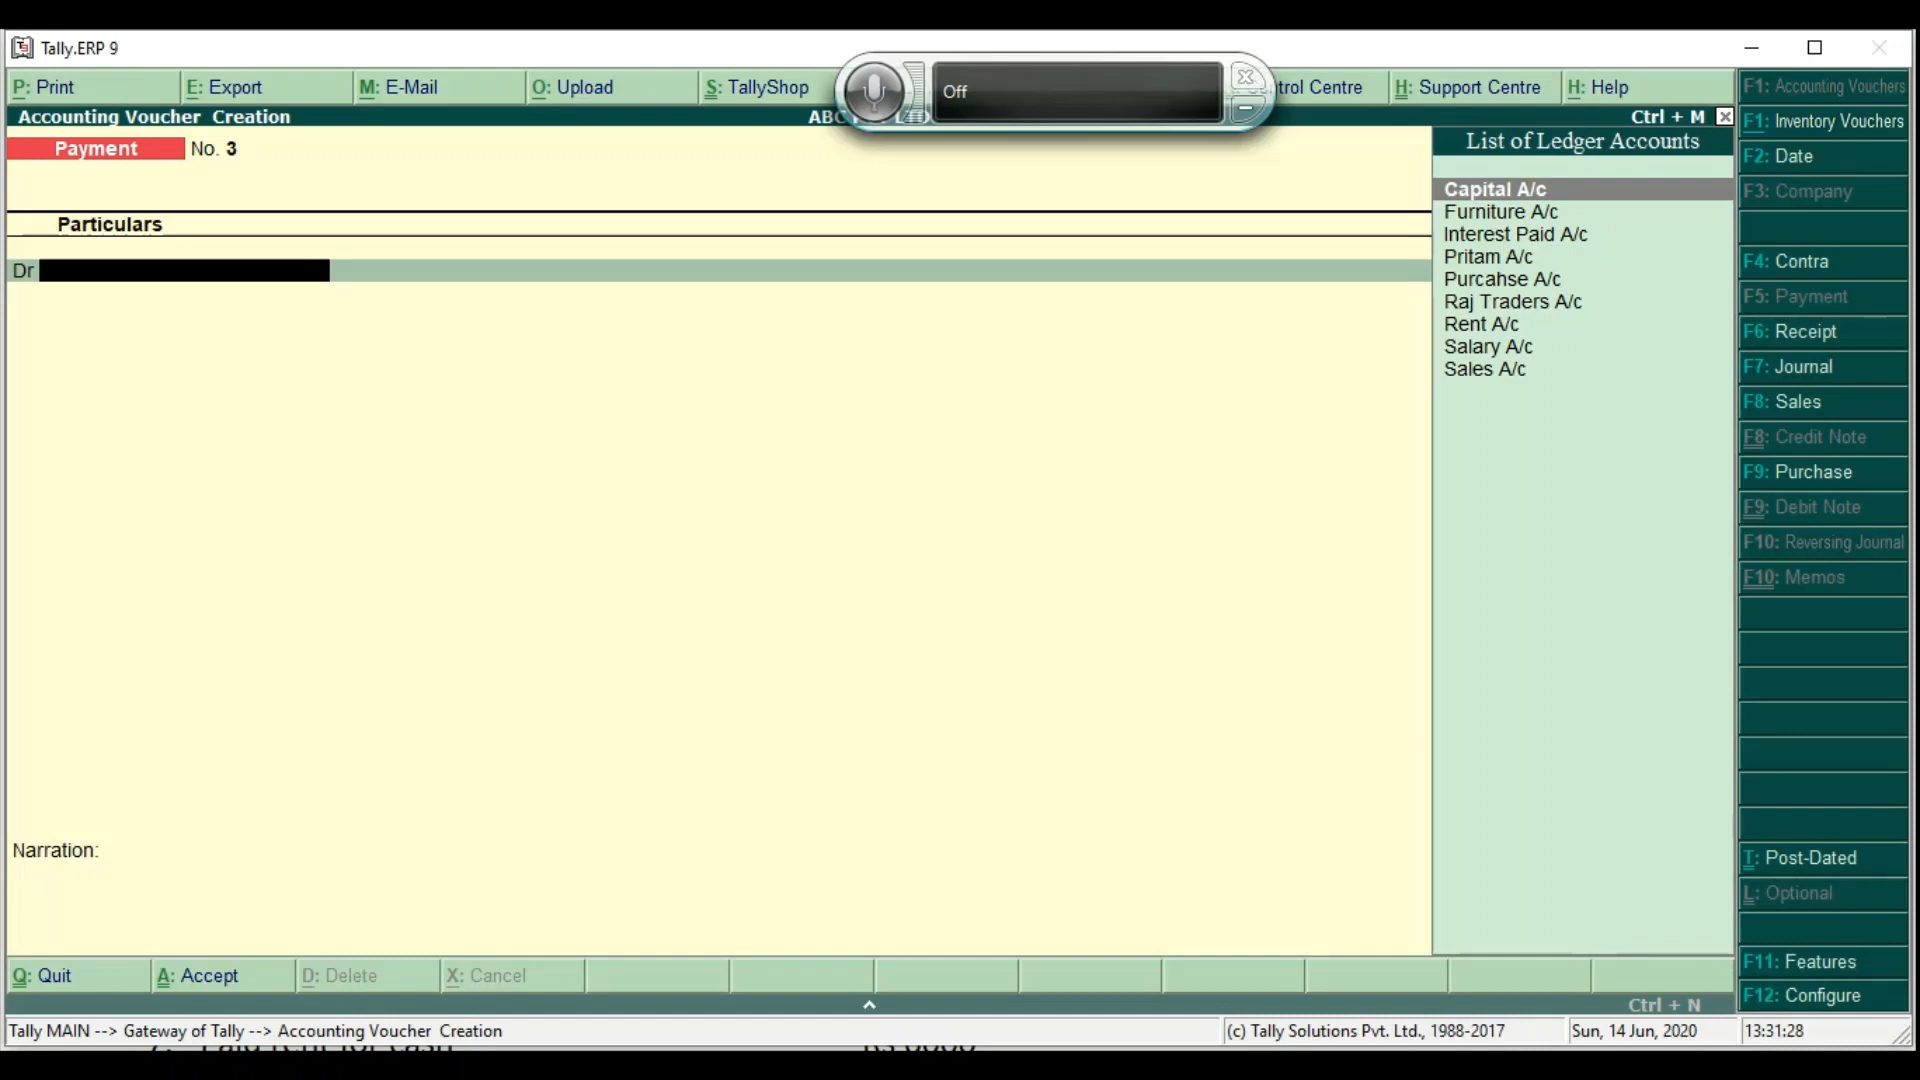 Tally.ERP 9
P: Print
E: Export
M: E-Mail
O: Upload
S: TallyShop
Off
trol Centre
H: Support Centre
H: Help
Accounting Voucher Creation
Ctrl + M
Payment No. 3
Particulars
Dr
Narration:
List of Ledger Accounts
Capital A/c
Furniture A/c
Interest Paid A/c
Pritam A/c
Purcahse A/c
Raj Traders A/c
Rent A/c
Salary A/c
Sales A/c
F1: Accounting Vouchers
F1: Inventory Vouchers
F2: Date
F3: Company
F4: Contra
F5: Payment
F6: Receipt
F7: Journal
F8: Sales
F8: Credit Note
F9: Purchase
F9: Debit Note
F10: Reversing Journal
F10: Memos
T: Post-Dated
L: Optional
F11: Features
F12: Configure
Q: Quit
A: Accept
D: Delete
X: Cancel
Ctrl + N
Tally MAIN --> Gateway of Tally --> Accounting Voucher Creation
(c) Tally Solutions Pvt. Ltd., 1988-2017
Sun, 14 Jun, 2020
13:31:28